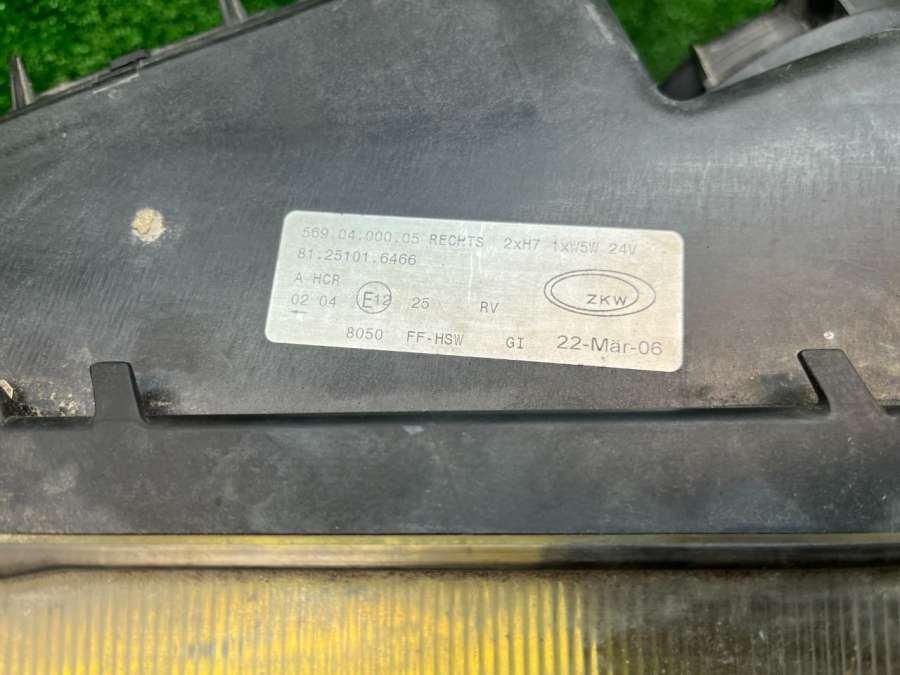 569.04.000.05 RECHTS 2xH7 1xW5W 24V
81.25101.6466
A HCR
02 04 E12 25 RV ZKW
←
8050 FF-HSW GI 22-Mär-06